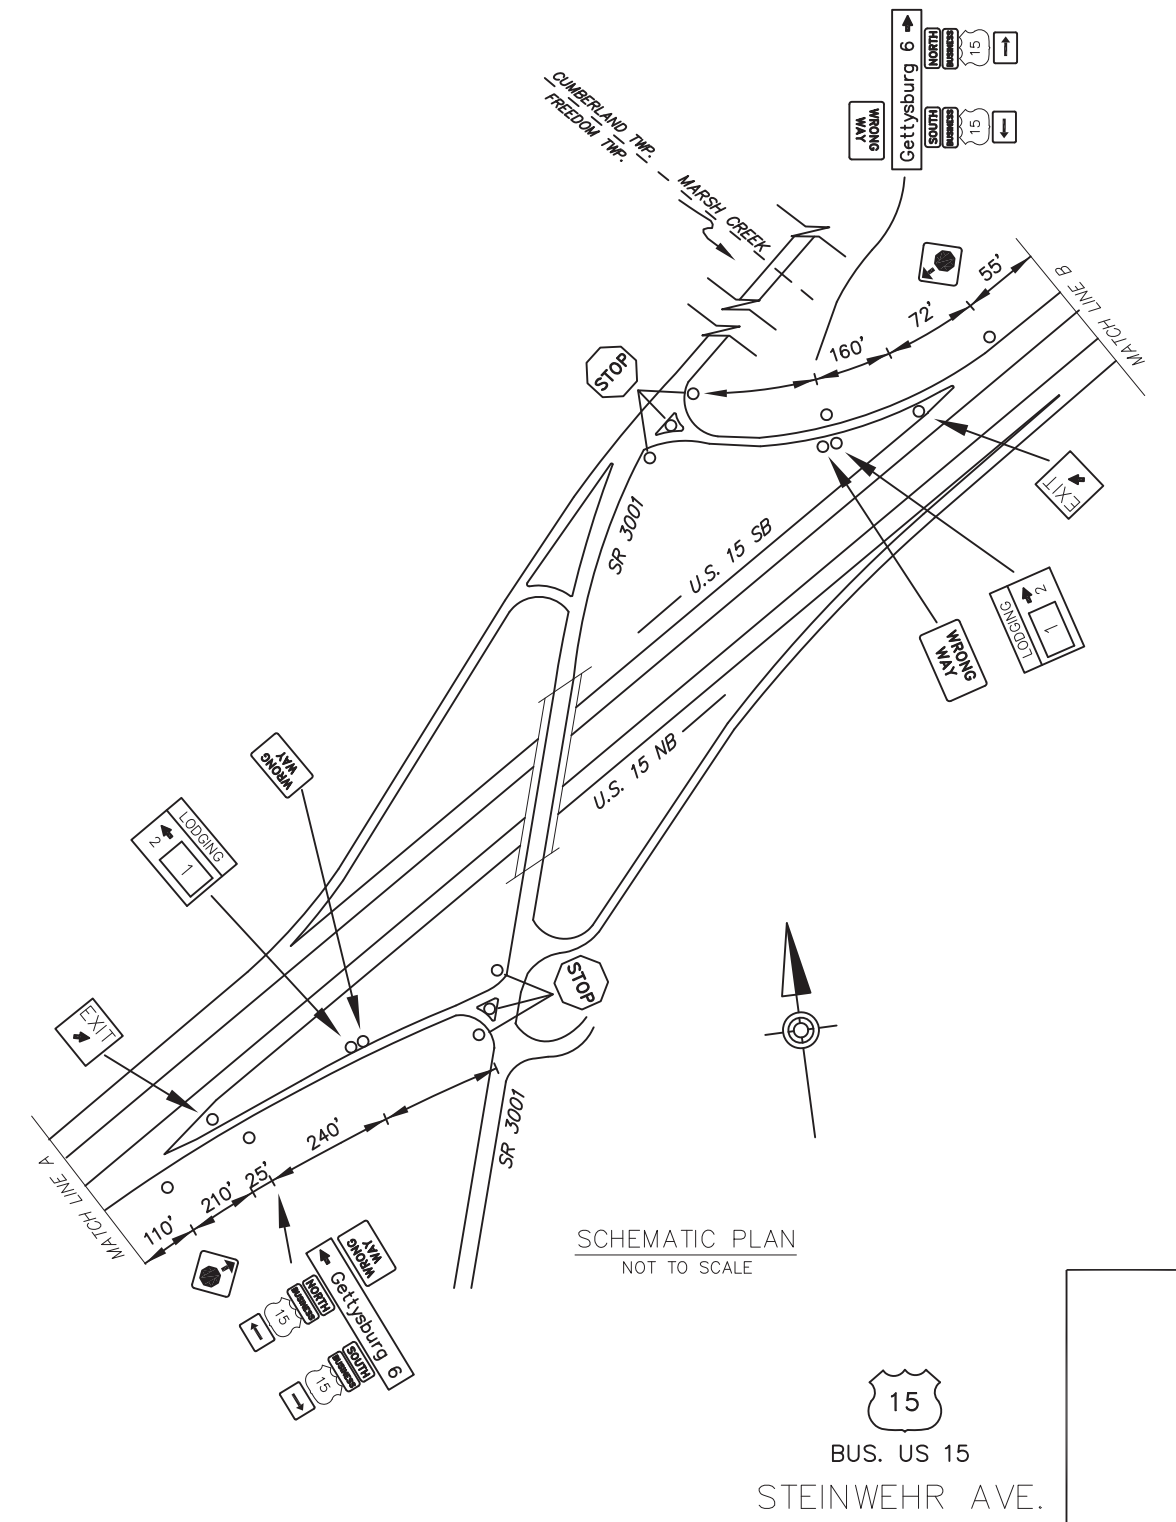 Gettysburg 6
NORTH
BUSINESS
15
SOUTH
BUSINESS
15
WRONG
WAY
CUMBERLAND TWP.
FREEDOM TWP.
MARSH CREEK
55'
72'
160'
MATCH LINE B
STOP
EXIT
SR 3001
U.S. 15 SB
LODGING
1
2
WRONG
WAY
U.S. 15 NB
WRONG
WAY
LODGING
1
2
EXIT
STOP
SR 3001
MATCH LINE A
110'
210'
25'
240'
WRONG
WAY
Gettysburg 6
NORTH
BUSINESS
15
SOUTH
BUSINESS
15
SCHEMATIC PLAN
NOT TO SCALE
15
BUS. US 15
STEINWEHR AVE.